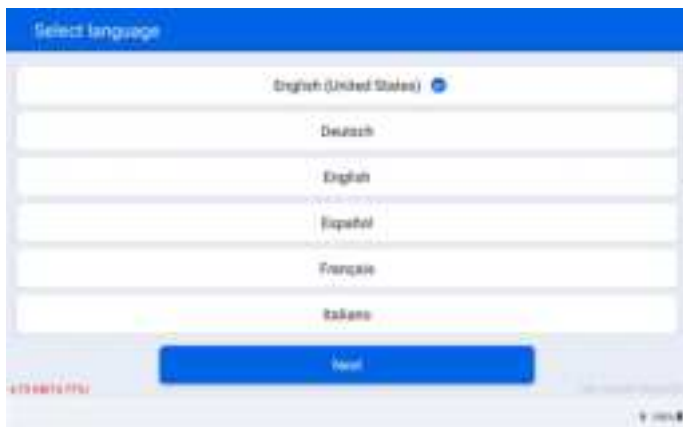 Select language
English (United States)
Deutsch
English
Español
Français
Italiano
Next